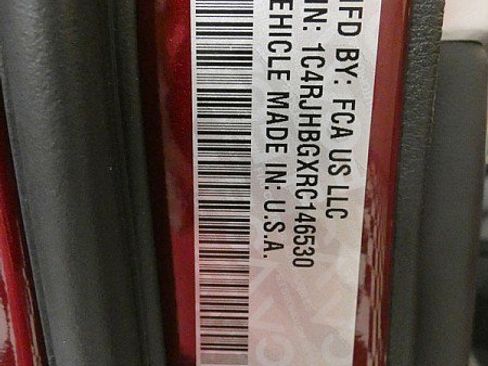 MFD BY: FCA US LLC
VIN: 1C4RJHBGXRC146530
VEHICLE MADE IN: U.S.A.